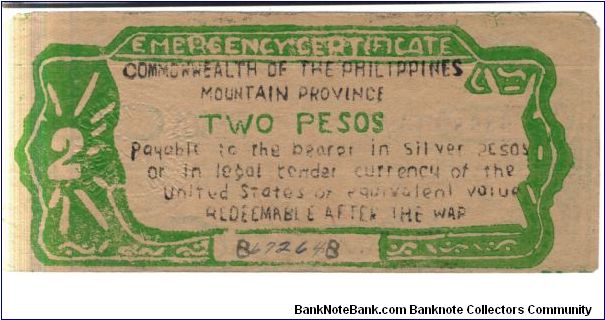 EMERGENCY CERTIFICATE
COMMONWEALTH OF THE PHILIPPINES
MOUNTAIN PROVINCE
TWO PESOS
2
Payable to the bearer in silver pesos
or in legal tender currency of the
United States of equivalent value
REDEEMABLE AFTER THE WAR
B67264B
BankNoteBank.com Banknote Collectors Community